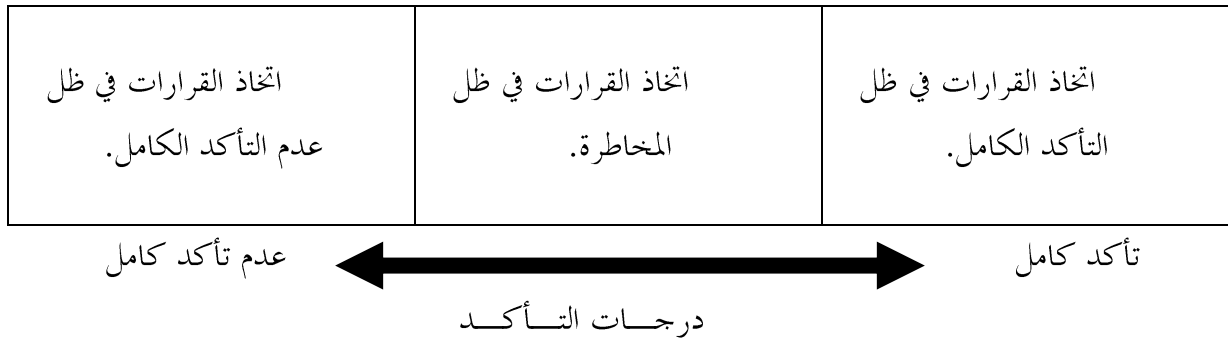 اتخاذ القرارات في ظل
التأكد الكامل.
اتخاذ القرارات في ظل
المخاطرة.
اتخاذ القرارات في ظل
عدم التأكد الكامل.
تأكد كامل
عدم تأكد كامل
درجـــات التـــأكـــد